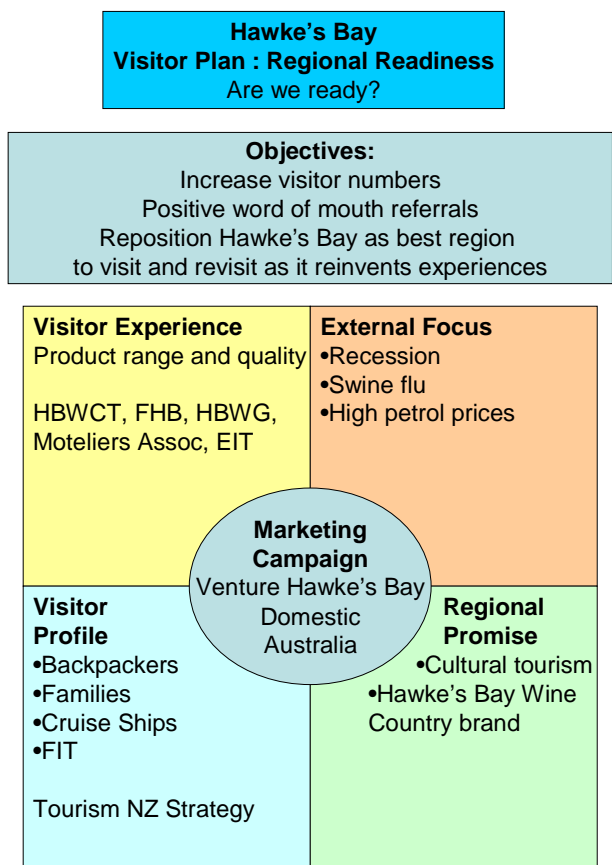 Hawke's Bay
Visitor Plan : Regional Readiness
Are we ready?
Objectives:
Increase visitor numbers
Positive word of mouth referrals
Reposition Hawke's Bay as best region
to visit and revisit as it reinvents experiences
Visitor Experience
Product range and quality
HBWCT, FHB, HBWG,
Moteliers Assoc, EIT
External Focus
•Recession
•Swine flu
•High petrol prices
Marketing
Campaign
Venture Hawke's Bay
Domestic
Australia
Visitor
Profile
•Backpackers
•Families
•Cruise Ships
•FIT
Tourism NZ Strategy
Regional
Promise
•Cultural tourism
•Hawke's Bay Wine
Country brand